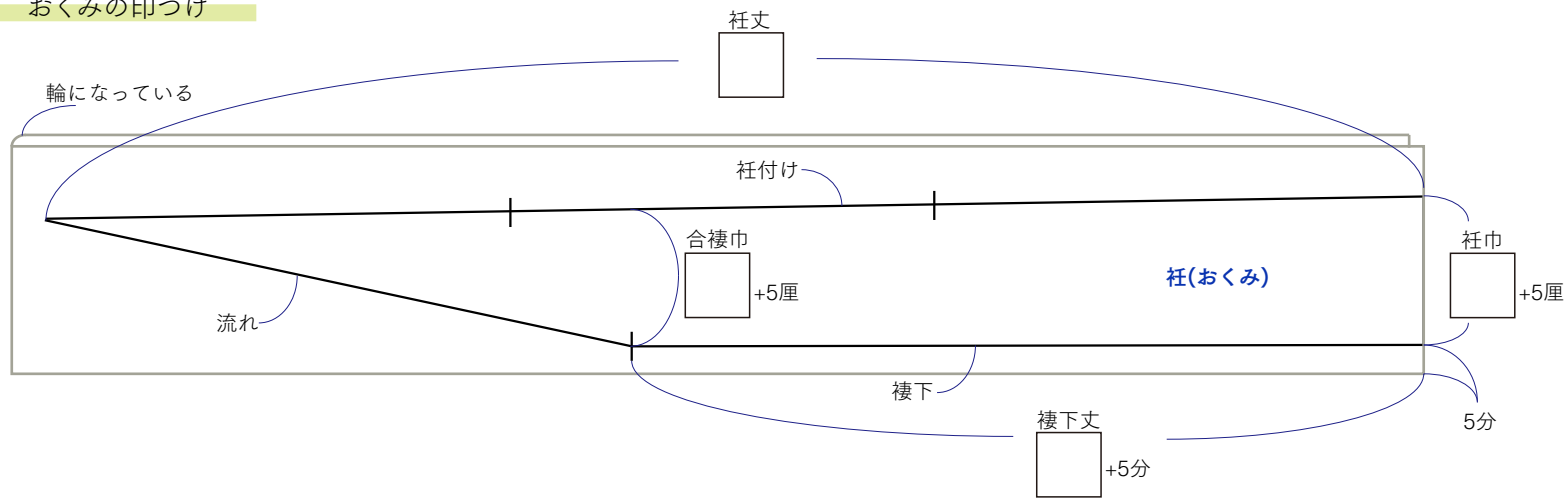 おくみの印つけ
衽丈
輪になっている
衽付け
合褄巾
+5厘
衽(おくみ)
衽巾
+5厘
流れ
褄下
5分
褄下丈
+5分